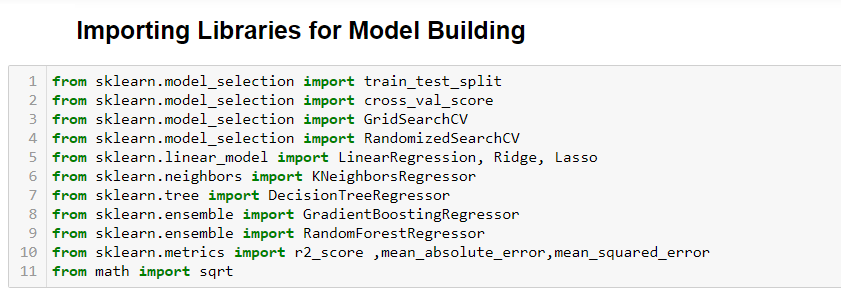 Importing Libraries for Model Building
1 from sklearn.model_selection import train_test_split
2 from sklearn.model_selection import cross_val_score
3 from sklearn.model_selection import GridSearchCV
4 from sklearn.model_selection import RandomizedSearchCV
5 from sklearn.linear_model import LinearRegression, Ridge, Lasso
6 from sklearn.neighbors import KNeighborsRegressor
7 from sklearn.tree import DecisionTreeRegressor
8 from sklearn.ensemble import GradientBoostingRegressor
9 from sklearn.ensemble import RandomForestRegressor
10 from sklearn.metrics import r2_score ,mean_absolute_error,mean_squared_error
11 from math import sqrt